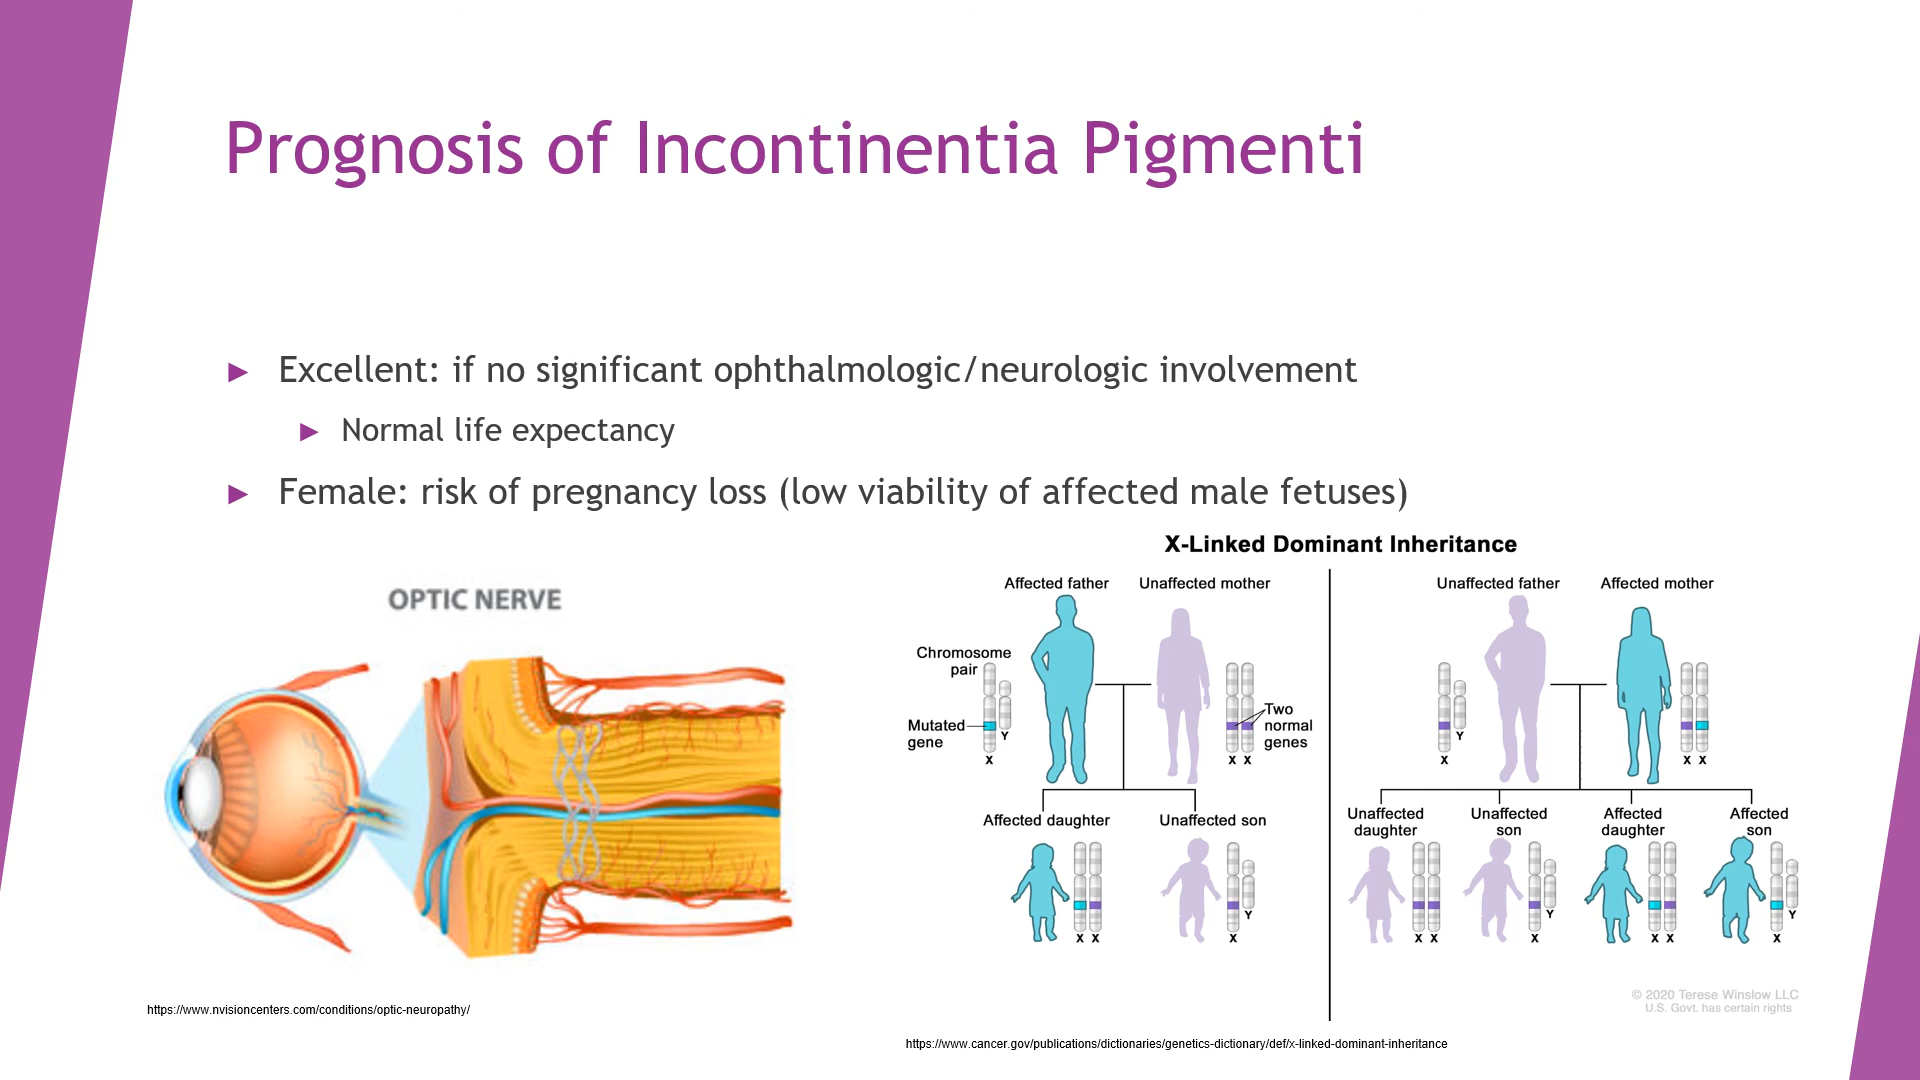 Prognosis of Incontinentia Pigmenti
► Excellent: if no significant ophthalmologic/neurologic involvement
► Normal life expectancy
► Female: risk of pregnancy loss (low viability of affected male fetuses)
OPTIC NERVE
https://www.nvisioncenters.com/conditions/optic-neuropathy/
X-Linked Dominant Inheritance
Affected father
Unaffected mother
Chromosome
pair
Mutated
gene
X
Y
Two
normal
genes
X X
Affected daughter
Unaffected son
X X
X
Y
Unaffected father
Affected mother
X
Y
X X
Unaffected
daughter
Unaffected
son
Affected
daughter
Affected
son
X X
X
Y
X X
X
Y
© 2020 Terese Winslow LLC
U.S. Govt. has certain rights
https://www.cancer.gov/publications/dictionaries/genetics-dictionary/def/x-linked-dominant-inheritance